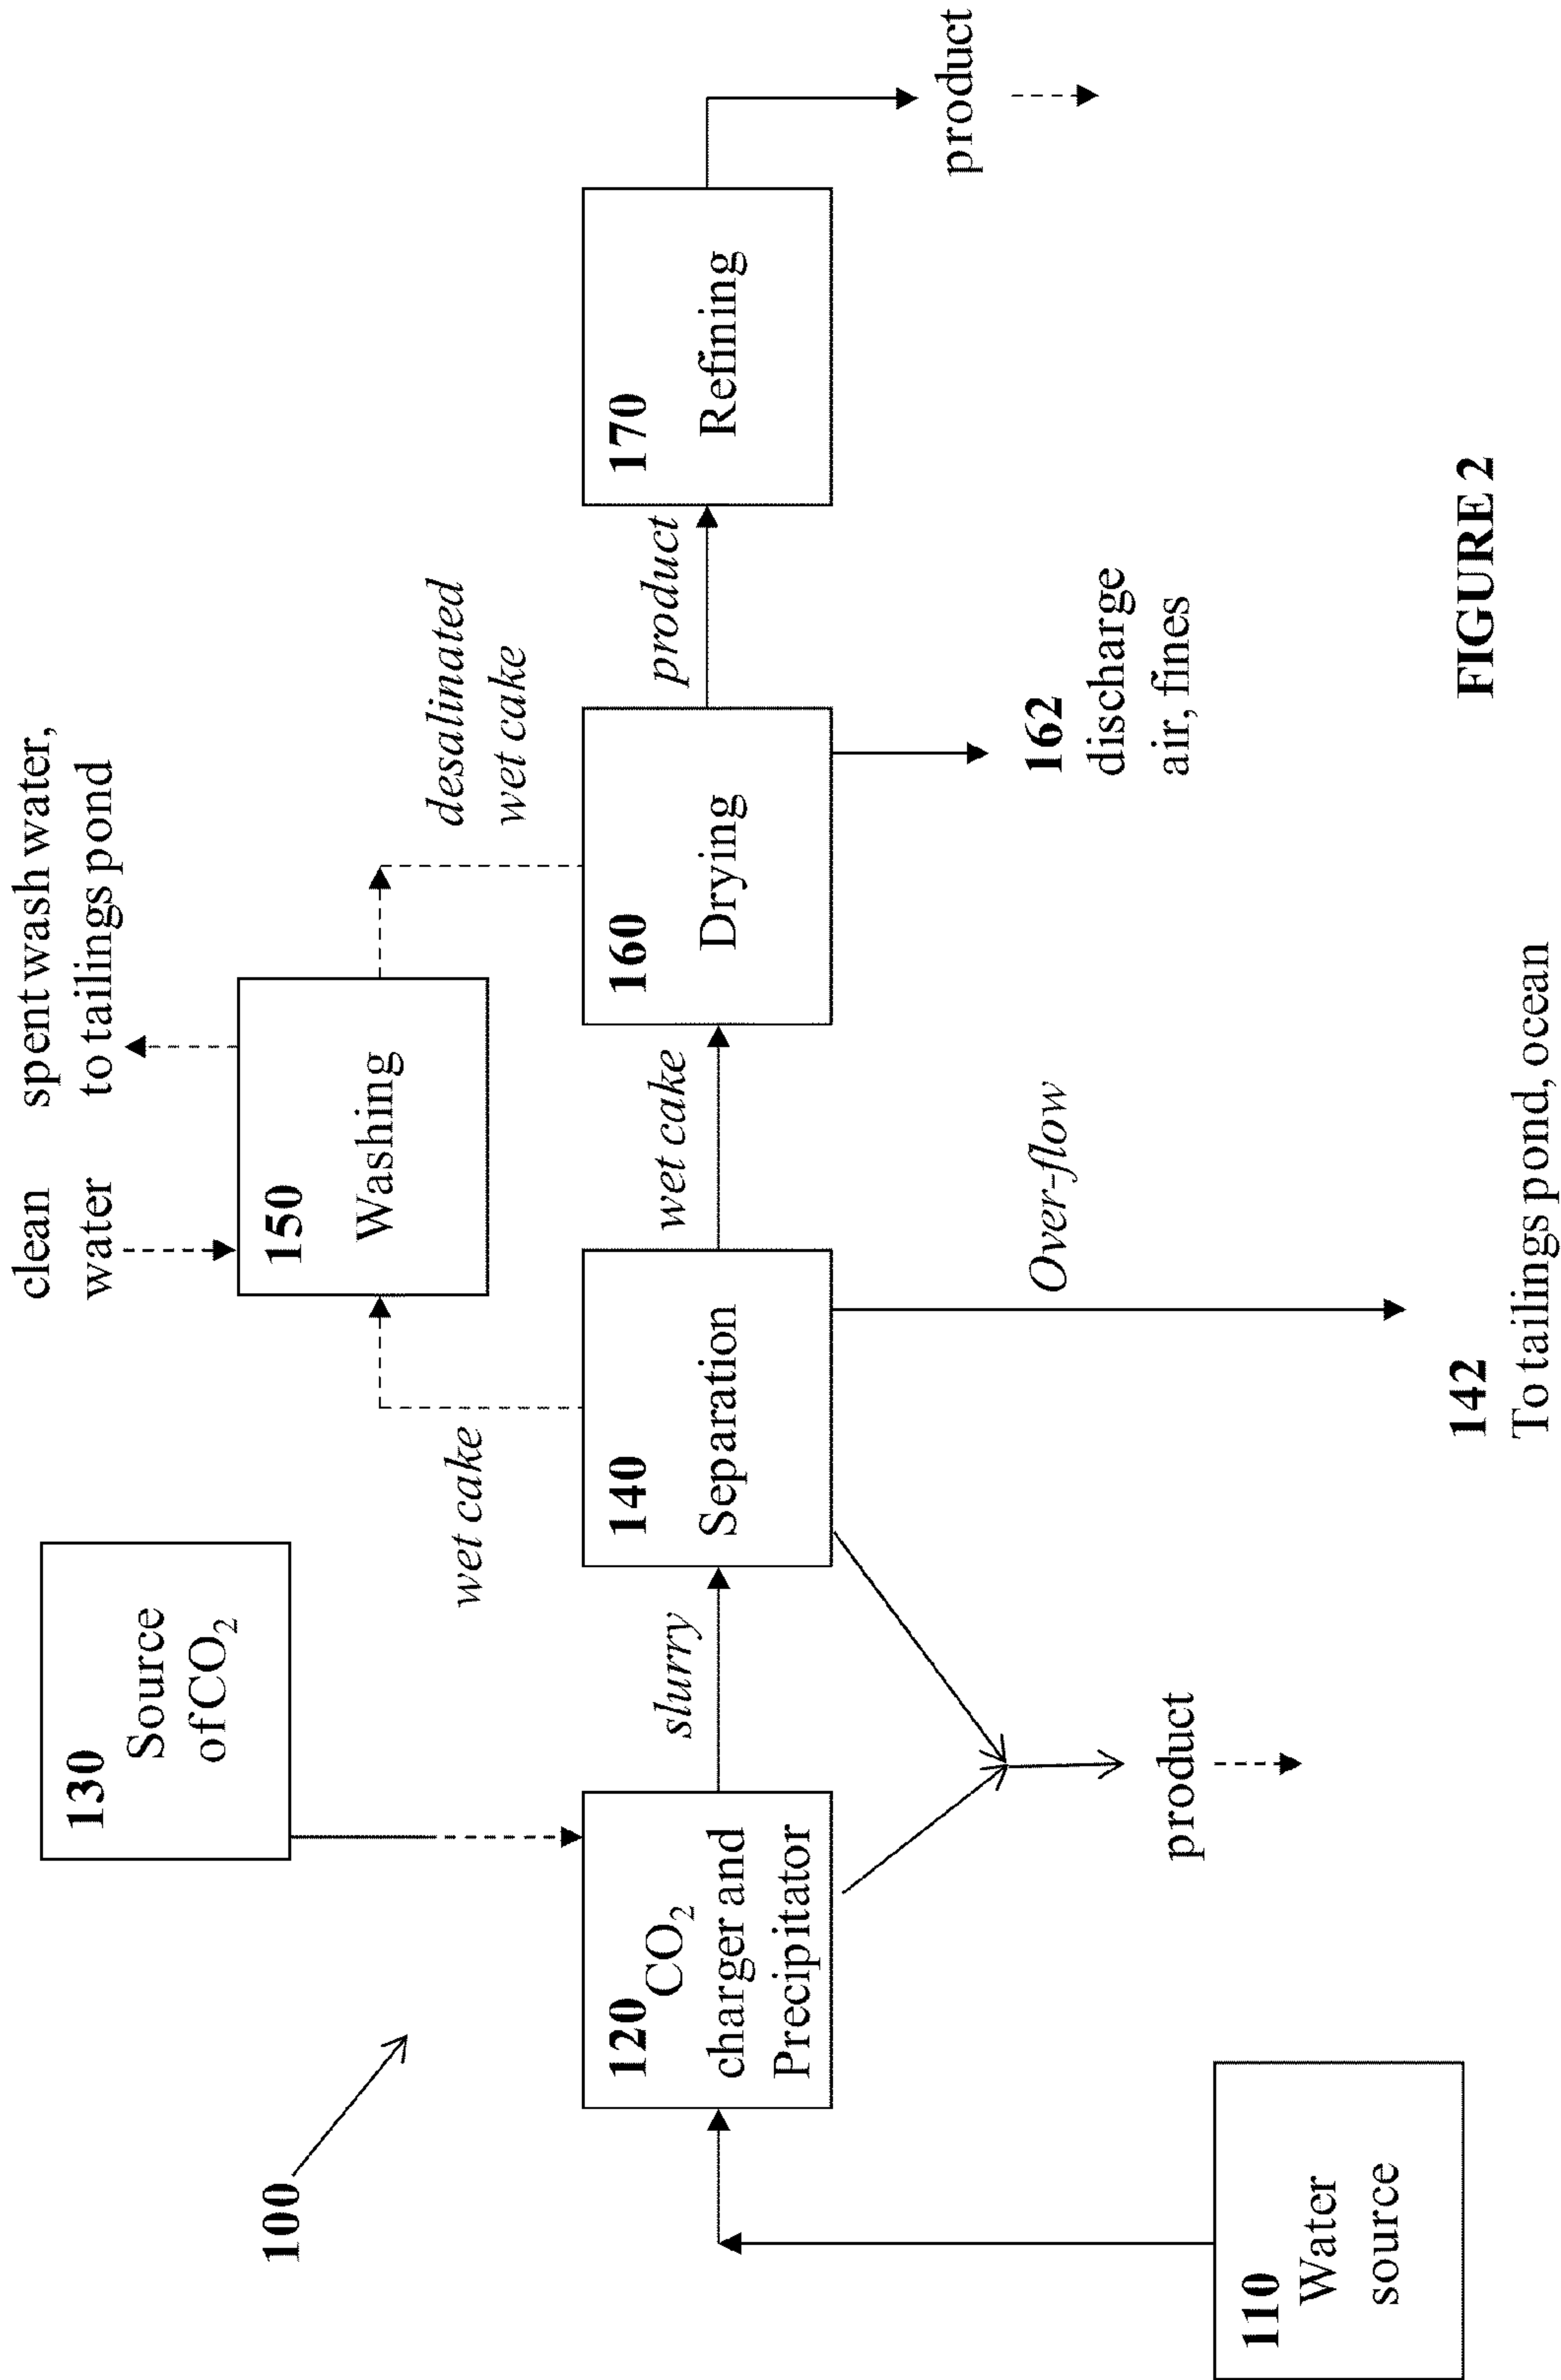 100
130
Source
of CO2
clean
water
spent wash water,
to tailings pond
150
Washing
wet cake
desalinated
wet cake
120
CO2
charger and
Precipitator
slurry
140
Separation
wet cake
160
Drying
product
170
Refining
product
110
Water
source
product
Over-flow
142
To tailings pond, ocean
162
discharge
air, fines
FIGURE 2